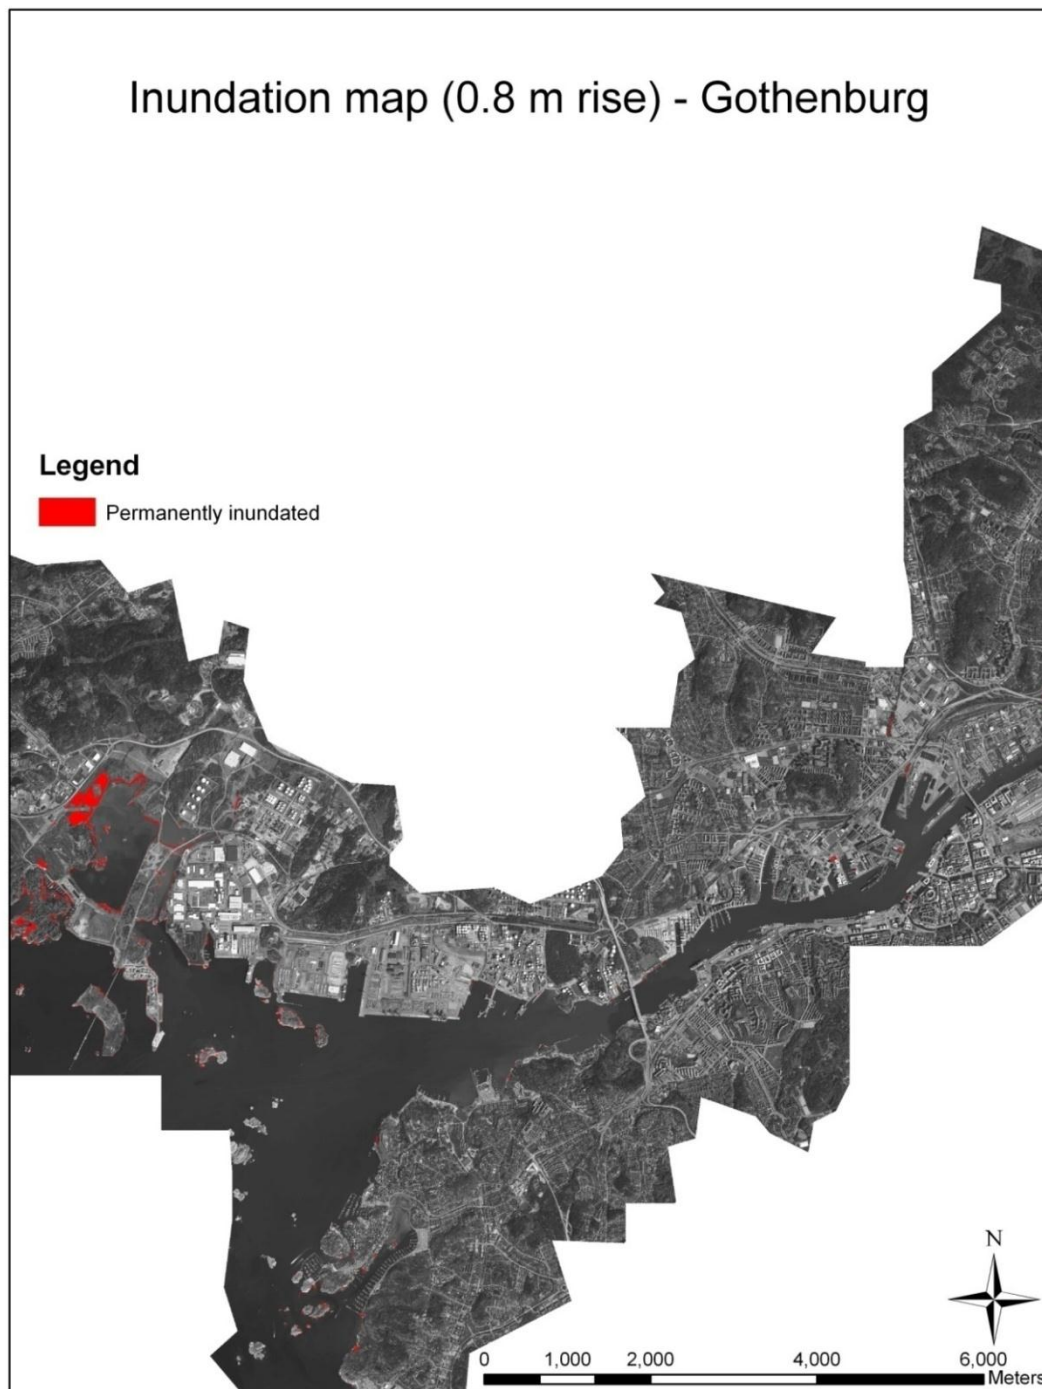 Inundation map (0.8 m rise) - Gothenburg
Legend
Permanently inundated
N
0 1,000 2,000 4,000 6,000
Meters